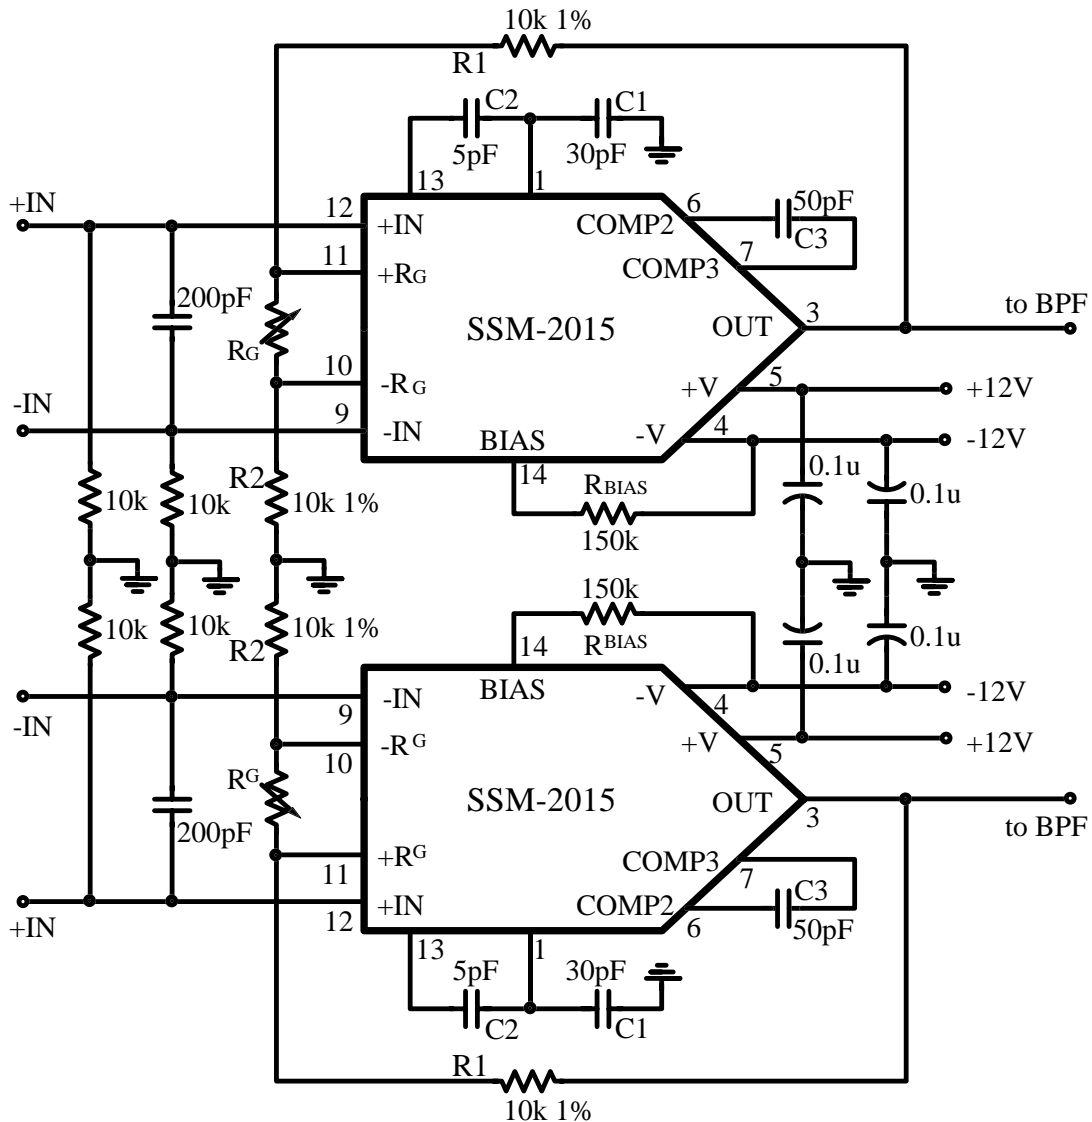 10k 1%
R1
C2
C1
5pF
30pF
13
1
6
50pF
+IN
12
+IN
COMP2
C3
11
+RG
COMP3
7
200pF
SSM-2015
OUT
3
to BPF
RG
10
-RG
+V
5
+12V
-IN
9
-IN
BIAS
-V
4
-12V
14
RBIAS
0.1u
0.1u
10k
10k
R2
10k 1%
150k
150k
10k
10k
10k 1%
R2
14
RBIAS
0.1u
0.1u
-IN
9
-IN
BIAS
-V
4
-12V
10
-RG
+V
5
+12V
RG
SSM-2015
OUT
3
to BPF
200pF
+RG
11
COMP3
7
C3
+IN
12
+IN
COMP2
6
50pF
13
1
5pF
30pF
C2
C1
R1
10k 1%